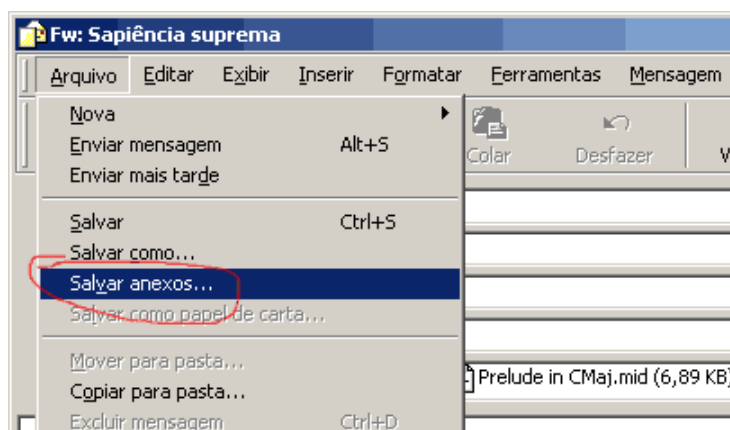 Fw: Sapiência suprema
Arquivo Editar Exibir Inserir Formatar Ferramentas Mensagem
Nova
Enviar mensagem Alt+S
Enviar mais tarde
Colar Desfazer
Salvar Ctrl+S
Salvar como...
Salvar anexos...
Salvar como papel de carta...
Mover para pasta...
Prelude in CMaj.mid (6,89 KB)
Copiar para pasta...
Excluir mensagem Ctrl+D